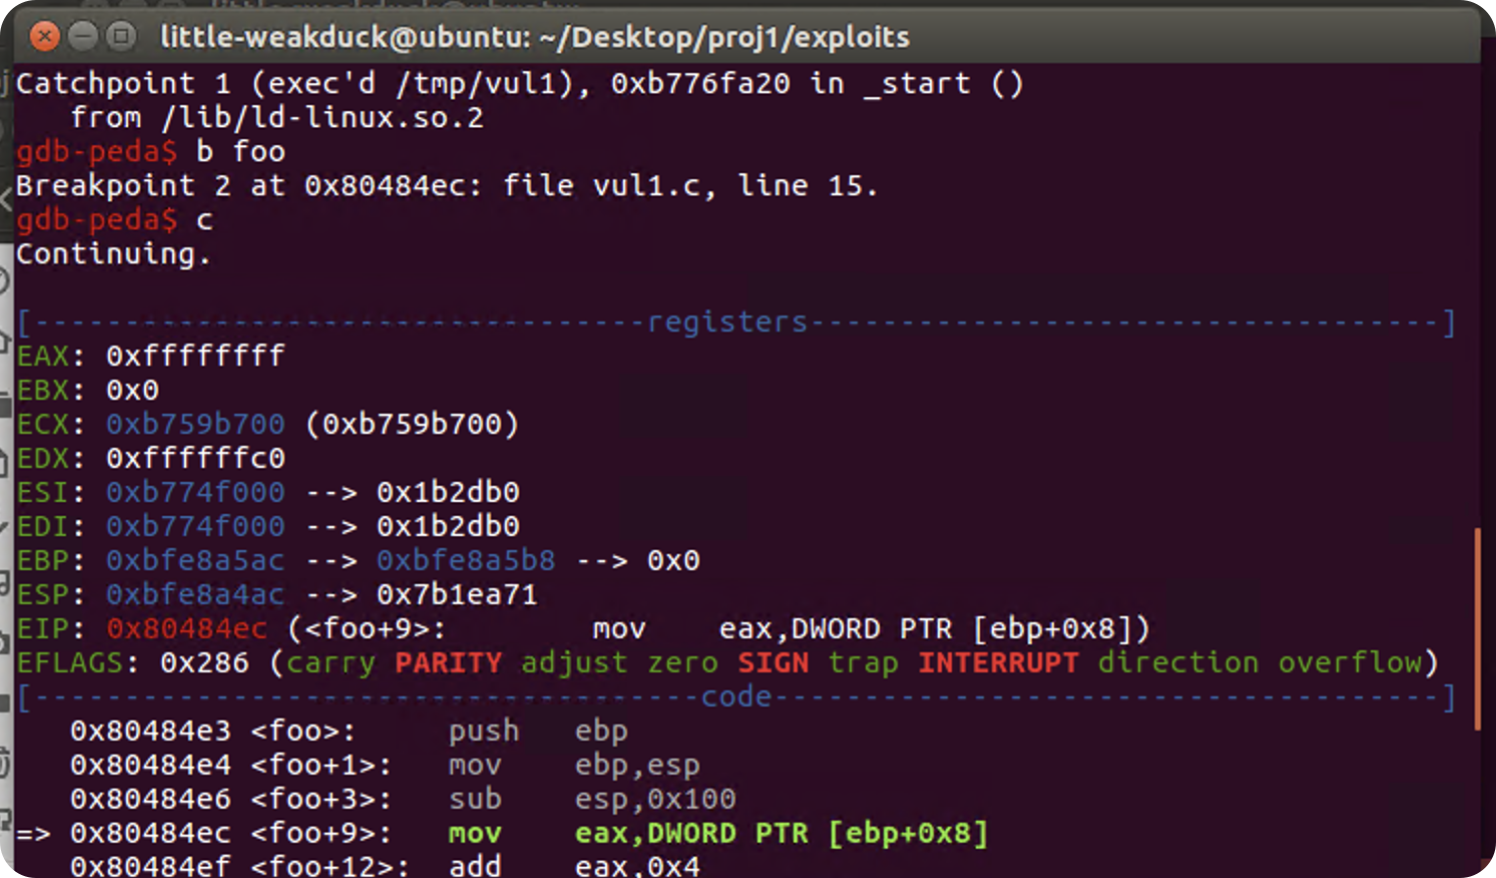 little-weakduck@ubuntu: ~/Desktop/proj1/exploits
Catchpoint 1 (exec'd /tmp/vul1), 0xb776fa20 in _start ()
   from /lib/ld-linux.so.2
gdb-peda$ b foo
Breakpoint 2 at 0x80484ec: file vul1.c, line 15.
gdb-peda$ c
Continuing.
[----------------------------------registers-----------------------------------]
EAX: 0xffffffff
EBX: 0x0
ECX: 0xb759b700 (0xb759b700)
EDX: 0xffffffc0
ESI: 0xb774f000 --> 0x1b2db0
EDI: 0xb774f000 --> 0x1b2db0
EBP: 0xbfe8a5ac --> 0xbfe8a5b8 --> 0x0
ESP: 0xbfe8a4ac --> 0x7b1ea71
EIP: 0x80484ec (<foo+9>:        mov    eax,DWORD PTR [ebp+0x8])
EFLAGS: 0x286 (carry PARITY adjust zero SIGN trap INTERRUPT direction overflow)
[-------------------------------------code-------------------------------------]
   0x80484e3 <foo>:     push   ebp
   0x80484e4 <foo+1>:   mov    ebp,esp
   0x80484e6 <foo+3>:   sub    esp,0x100
=> 0x80484ec <foo+9>:   mov    eax,DWORD PTR [ebp+0x8]
   0x80484ef <foo+12>:  add    eax,0x4